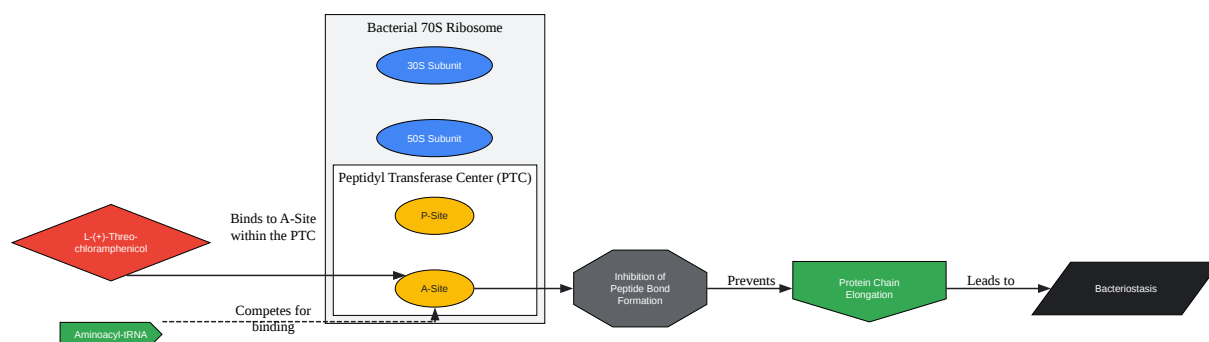 Bacterial 70S Ribosome
30S Subunit
50S Subunit
Peptidyl Transferase Center (PTC)
P-Site
A-Site
L-(+)-Threo-
chloramphenicol
Binds to A-Site
within the PTC
Aminoacyl-tRNA
Competes for
binding
Inhibition of
Peptide Bond
Formation
Prevents
Protein Chain
Elongation
Leads to
Bacteriostasis